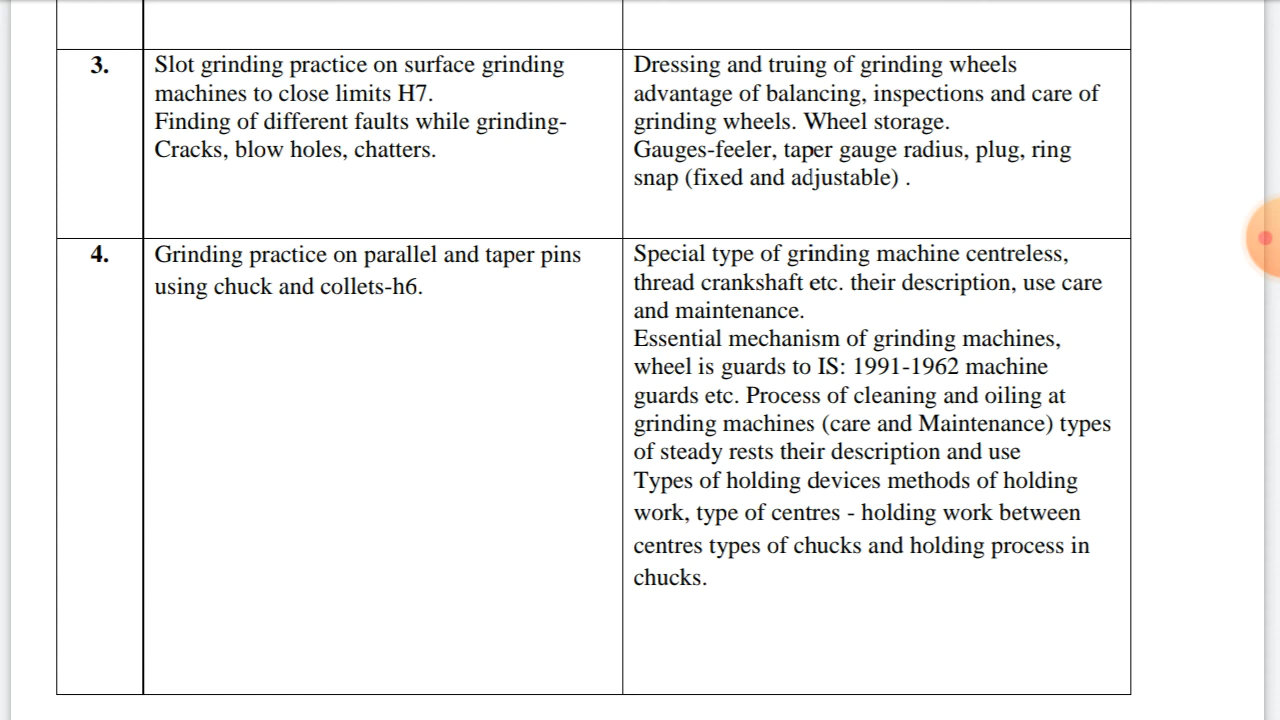 3.
Slot grinding practice on surface grinding
machines to close limits H7.
Finding of different faults while grinding-
Cracks, blow holes, chatters.
Dressing and truing of grinding wheels
advantage of balancing, inspections and care of
grinding wheels. Wheel storage.
Gauges-feeler, taper gauge radius, plug, ring
snap (fixed and adjustable) .
4.
Grinding practice on parallel and taper pins
using chuck and collets-h6.
Special type of grinding machine centreless,
thread crankshaft etc. their description, use care
and maintenance.
Essential mechanism of grinding machines,
wheel is guards to IS: 1991-1962 machine
guards etc. Process of cleaning and oiling at
grinding machines (care and Maintenance) types
of steady rests their description and use
Types of holding devices methods of holding
work, type of centres - holding work between
centres types of chucks and holding process in
chucks.